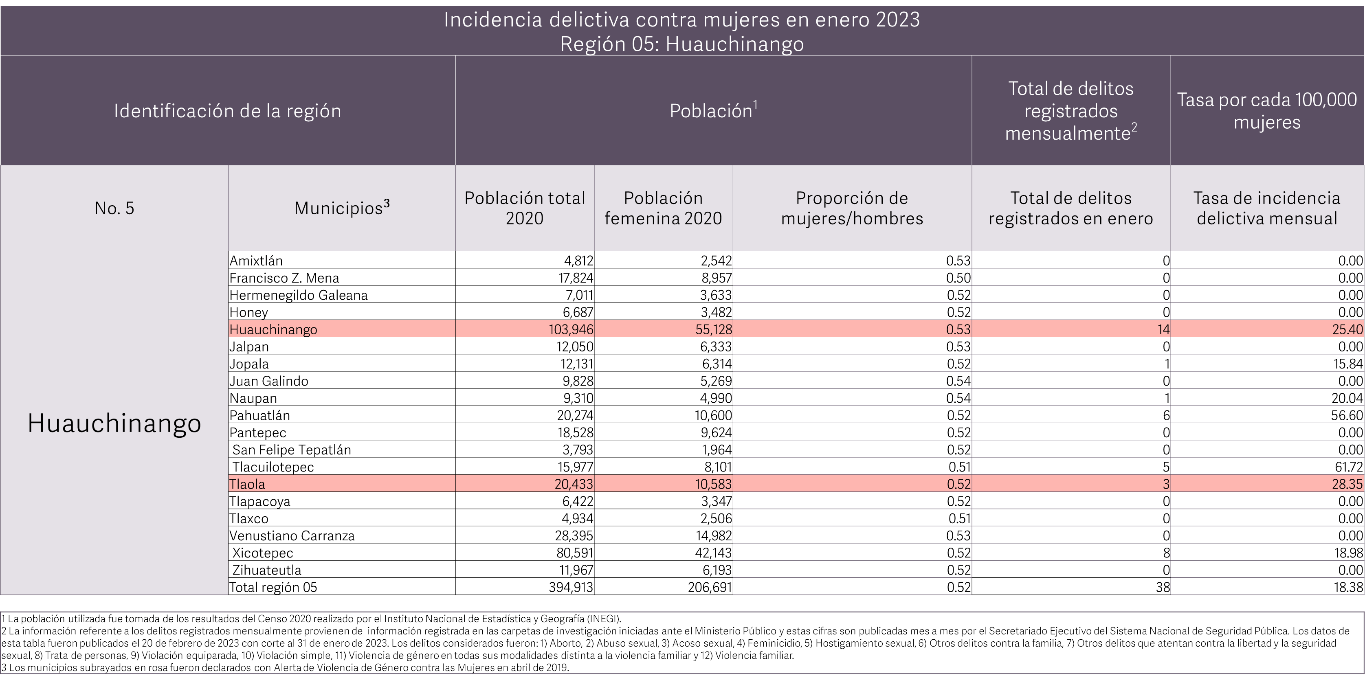 Incidencia delictiva contra mujeres en enero 2023
Región 05: Huauchinango
Identificación de la región
Población¹
Total de delitos registrados mensualmente²
Tasa por cada 100,000 mujeres
No. 5
Municipios³
Población total 2020
Población femenina 2020
Proporción de mujeres/hombres
Total de delitos registrados en enero
Tasa de incidencia delictiva mensual
Huauchinango
Amixtlán 4,812 2,542 0.53 0 0.00
Francisco Z. Mena 17,824 8,957 0.50 0 0.00
Hermenegildo Galeana 7,011 3,633 0.52 0 0.00
Honey 6,687 3,482 0.52 0 0.00
Huauchinango 103,946 55,128 0.53 14 25.40
Jalpan 12,050 6,333 0.53 0 0.00
Jopala 12,131 6,314 0.52 1 15.84
Juan Galindo 9,828 5,269 0.54 0 0.00
Naupan 9,310 4,990 0.54 1 20.04
Pahuatlán 20,274 10,600 0.52 6 56.60
Pantepec 18,528 9,624 0.52 0 0.00
San Felipe Tepatlán 3,793 1,964 0.52 0 0.00
Tlacuilotepec 15,977 8,101 0.51 5 61.72
Tlaola 20,433 10,583 0.52 3 28.35
Tlapacoya 6,422 3,347 0.52 0 0.00
Tlaxco 4,934 2,506 0.51 0 0.00
Venustiano Carranza 28,395 14,982 0.53 0 0.00
Xicotepec 80,591 42,143 0.52 8 18.98
Zihuateutla 11,967 6,193 0.52 0 0.00
Total región 05 394,913 206,691 0.52 38 18.38
1 La población utilizada fue tomada de los resultados del Censo 2020 realizado por el Instituto Nacional de Estadística y Geografía (INEGI).
2 La información referente a los delitos registrados mensualmente provienen de información registrada en las carpetas de investigación iniciadas ante el Ministerio Público y estas cifras son publicadas mes a mes por el Secretariado Ejecutivo del Sistema Nacional de Seguridad Pública. Los datos de
esta tabla fueron publicados el 20 de febrero de 2023 con corte al 31 de enero de 2023. Los delitos considerados fueron: 1) Aborto, 2) Abuso sexual, 3) Acoso sexual, 4) Feminicidio, 5) Hostigamiento sexual, 6) Otros delitos contra la familia, 7) Otros delitos que atentan contra la libertad y la seguridad
sexual, 8) Trata de personas, 9) Violación equiparada, 10) Violación simple, 11) Violencia de género en todas sus modalidades distinta a la violencia familiar y 12) Violencia familiar.
3 Los municipios subrayados en rosa fueron declarados con Alerta de Violencia de Género contra las Mujeres en abril de 2019.